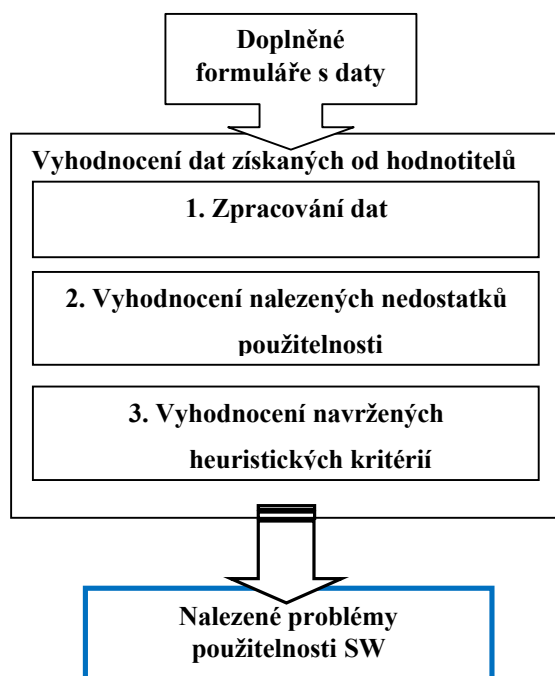 Doplněné
formuláře s daty
Vyhodnocení dat získaných od hodnotitelů
1. Zpracování dat
2. Vyhodnocení nalezených nedostatků
použitelnosti
3. Vyhodnocení navržených
heuristických kritérií
Nalezené problémy
použitelnosti SW